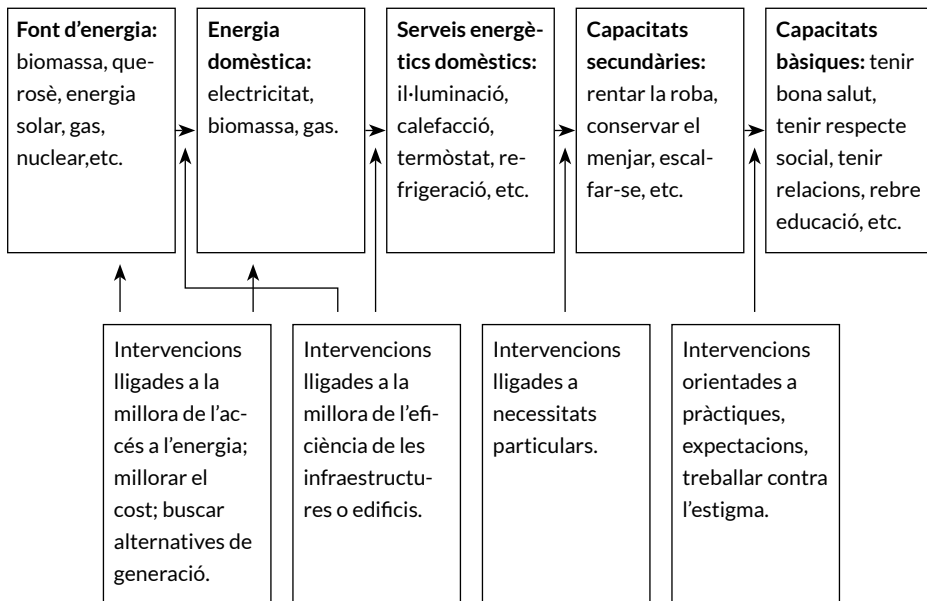 Font d'energia:
biomassa, que-
rosè, energia
solar, gas,
nuclear,etc.
Energia
domèstica:
electricitat,
biomassa, gas.
Serveis energè-
tics domèstics:
il·luminació,
calefacció,
termòstat, re-
frigeració, etc.
Capacitats
secundàries:
rentar la roba,
conservar el
menjar, escal-
far-se, etc.
Capacitats
bàsiques: tenir
bona salut,
tenir respecte
social, tenir
relacions, rebre
educació, etc.
Intervencions
lligades a la
millora de l'ac-
cés a l'energia;
millorar el
cost; buscar
alternatives de
generació.
Intervencions
lligades a la
millora de l'efi-
ciència de les
infraestructu-
res o edificis.
Intervencions
lligades a
necessitats
particulars.
Intervencions
orientades a
pràctiques,
expectacions,
treballar contra
l'estigma.